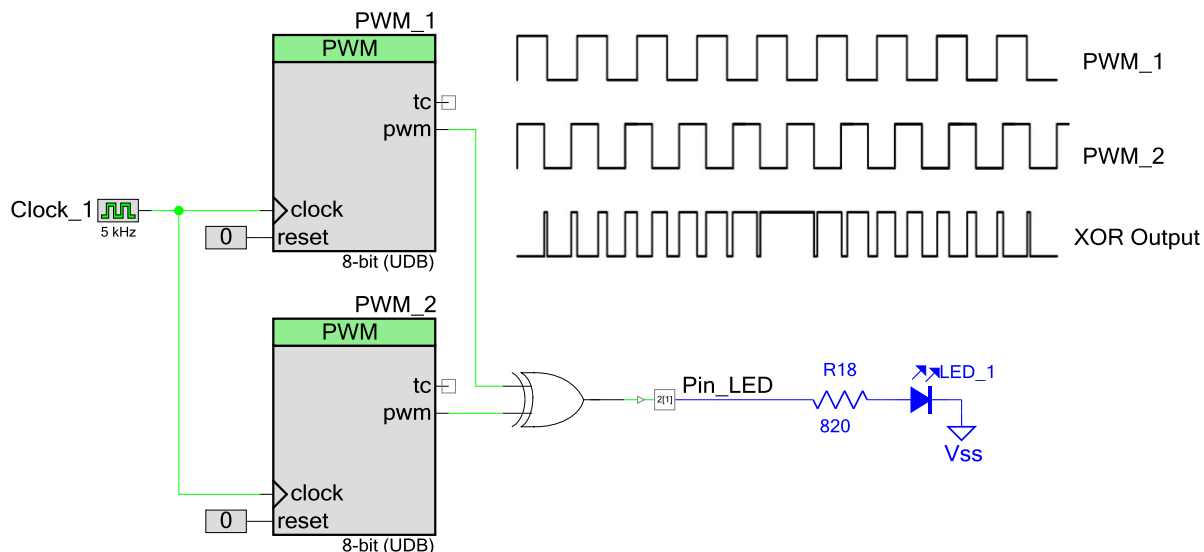 PWM_1
PWM
tc
pwm
clock
reset
0
8-bit (UDB)
Clock_1
5 kHz
PWM_2
PWM
tc
pwm
clock
reset
0
8-bit (UDB)
PWM_1
PWM_2
XOR Output
2[1]
Pin_LED
R18
820
LED_1
Vss